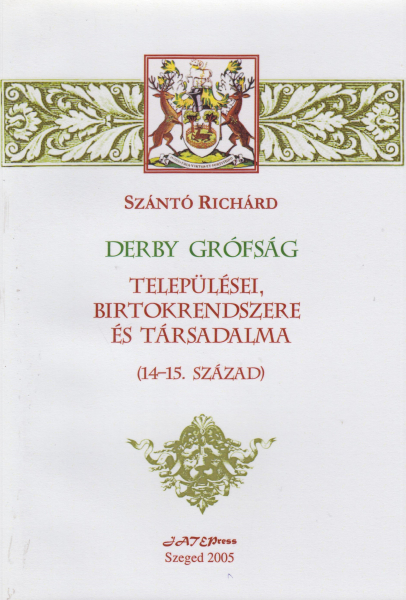 SZÁNTÓ RICHÁRD
DERBY GRÓFSÁG
TELEPÜLÉSEI,
BIRTOKRENDSZERE
ÉS TÁRSADALMA
(14–15. SZÁZAD)
JATEPress
Szeged 2005